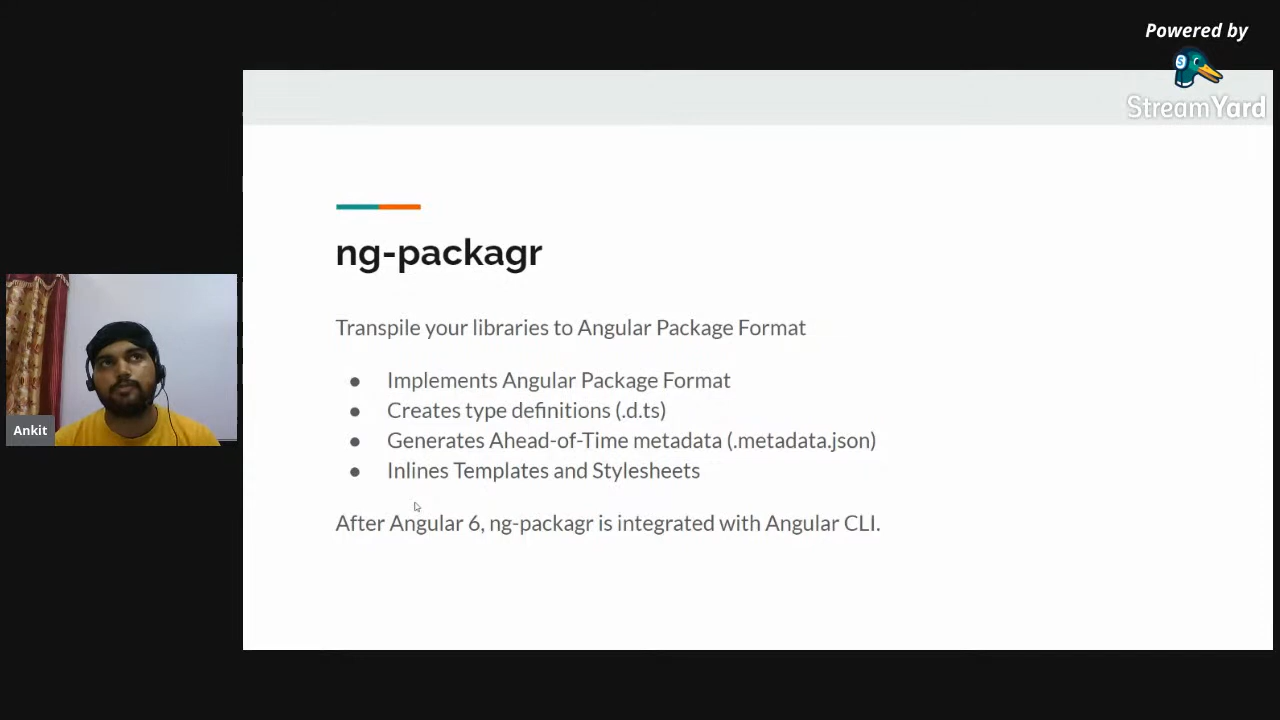 Powered by
StreamYard
ng-packagr
Transpile your libraries to Angular Package Format
● Implements Angular Package Format
● Creates type definitions (.d.ts)
● Generates Ahead-of-Time metadata (.metadata.json)
● Inlines Templates and Stylesheets
Ankit
After Angular 6, ng-packagr is integrated with Angular CLI.